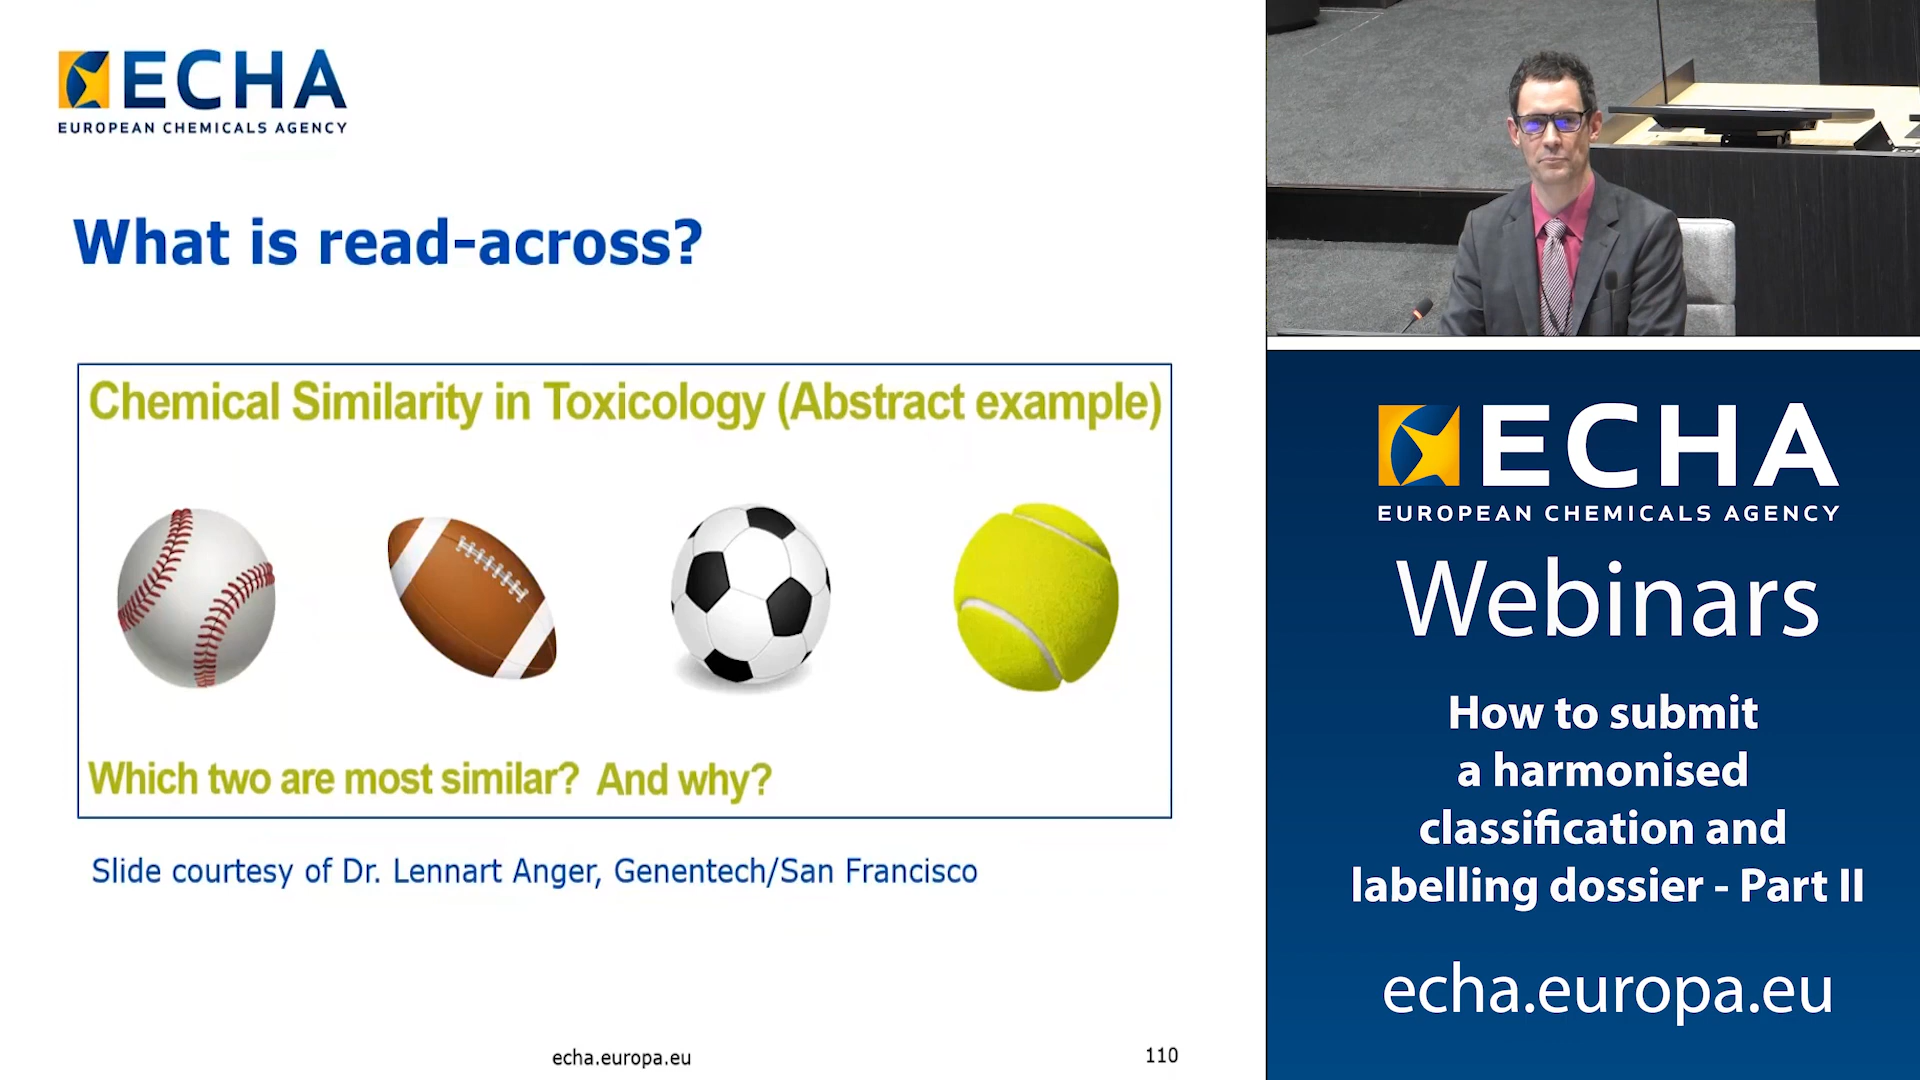 ECHA
EUROPEAN CHEMICALS AGENCY
What is read-across?
Chemical Similarity in Toxicology (Abstract example)
Which two are most similar? And why?
Slide courtesy of Dr. Lennart Anger, Genentech/San Francisco
echa.europa.eu
110
ECHA
EUROPEAN CHEMICALS AGENCY
Webinars
How to submit
a harmonised
classification and
labelling dossier - Part II
echa.europa.eu